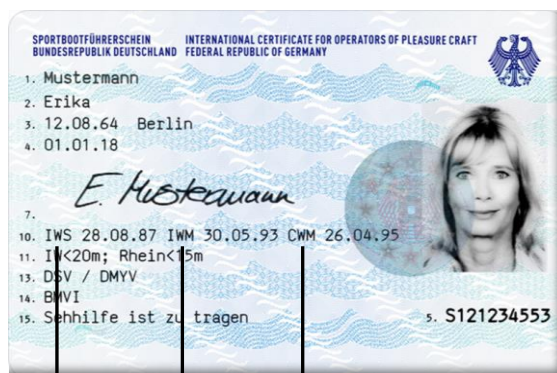 SPORTBOOTFÜHRERSCHEIN INTERNATIONAL CERTIFICATE FOR OPERATORS OF PLEASURE CRAFT
BUNDESREPUBLIK DEUTSCHLAND FEDERAL REPUBLIC OF GERMANY
1. Mustermann
2. Erika
3. 12.08.64 Berlin
4. 01.01.18
E. Mustermann
7.
10. IWS 28.08.87 IWM 30.05.93 CWM 26.04.95
11. IW<20m; Rhein<15m
13. DSV / DMYV
14. BMVI
15. Sehhilfe ist zu tragen
5. S121234553